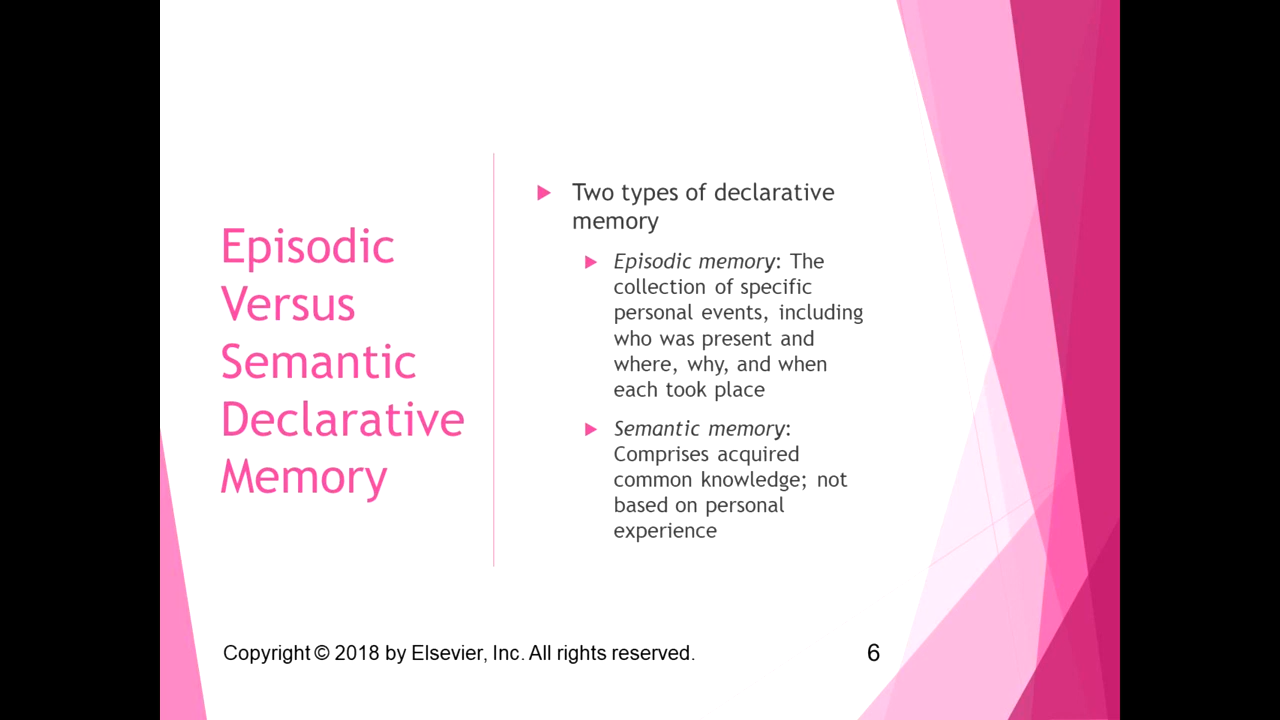 Episodic
Versus
Semantic
Declarative
Memory
Two types of declarative
memory
Episodic memory: The
collection of specific
personal events, including
who was present and
where, why, and when
each took place
Semantic memory:
Comprises acquired
common knowledge; not
based on personal
experience
Copyright © 2018 by Elsevier, Inc. All rights reserved.
6